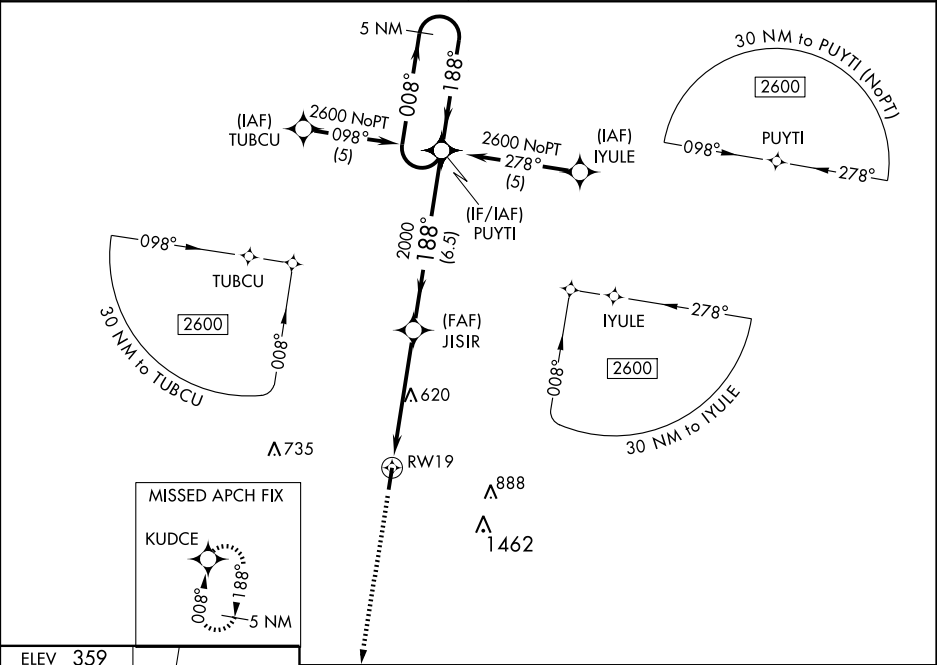 5 NM
008°
188°
30 NM to PUYTI (NoPT)
2600
PUYTI
098°
278°
(IAF)
TUBCU
2600 NoPT
098°
(5)
2600 NoPT
278°
(5)
(IAF)
IYULE
(IF/IAF)
PUYTI
2000
188°
(6.5)
098°
TUBCU
2600
008°
30 NM to TUBCU
(FAF)
JISIR
278°
IYULE
2600
008°
30 NM to IYULE
620
735
RW19
888
1462
MISSED APCH FIX
KUDCE
008°
188°
5 NM
ELEV 359